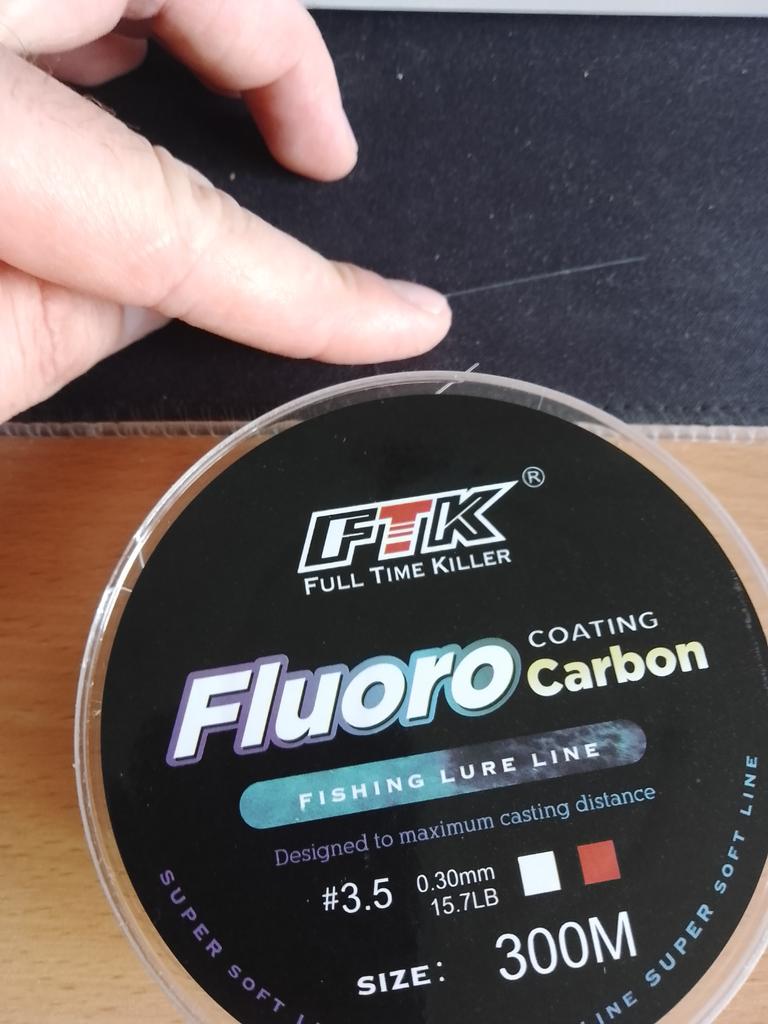 FTK®
FULL TIME KILLER
Fluoro COATING Carbon
FISHING LURE LINE
Designed to maximum casting distance
#3.5 0.30mm 15.7LB
SIZE: 300M
SUPER SOFT
LINE SUPER SOFT LINE